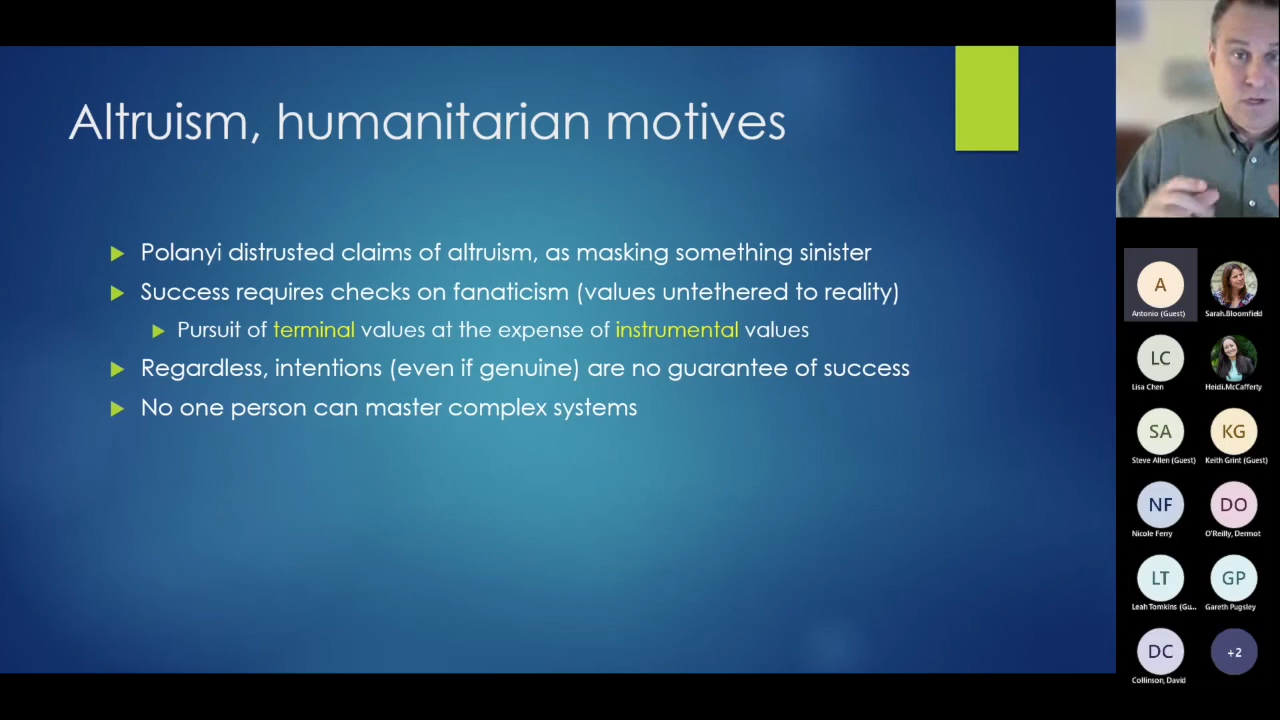 Altruism, humanitarian motives
Polanyi distrusted claims of altruism, as masking something sinister
Success requires checks on fanaticism (values untethered to reality)
Pursuit of terminal values at the expense of instrumental values
Regardless, intentions (even if genuine) are no guarantee of success
No one person can master complex systems
A
Antonio (Guest)
Sarah.Bloomfield
LC
Lisa Chen
Heidi.McCafferty
SA
Steve Allen (Guest)
KG
Keith Grint (Guest)
NF
Nicole Ferry
DO
O'Reilly, Dermot
LT
Leah Tomkins (Gu...
GP
Gareth Pugsley
DC
Collinson, David
+2